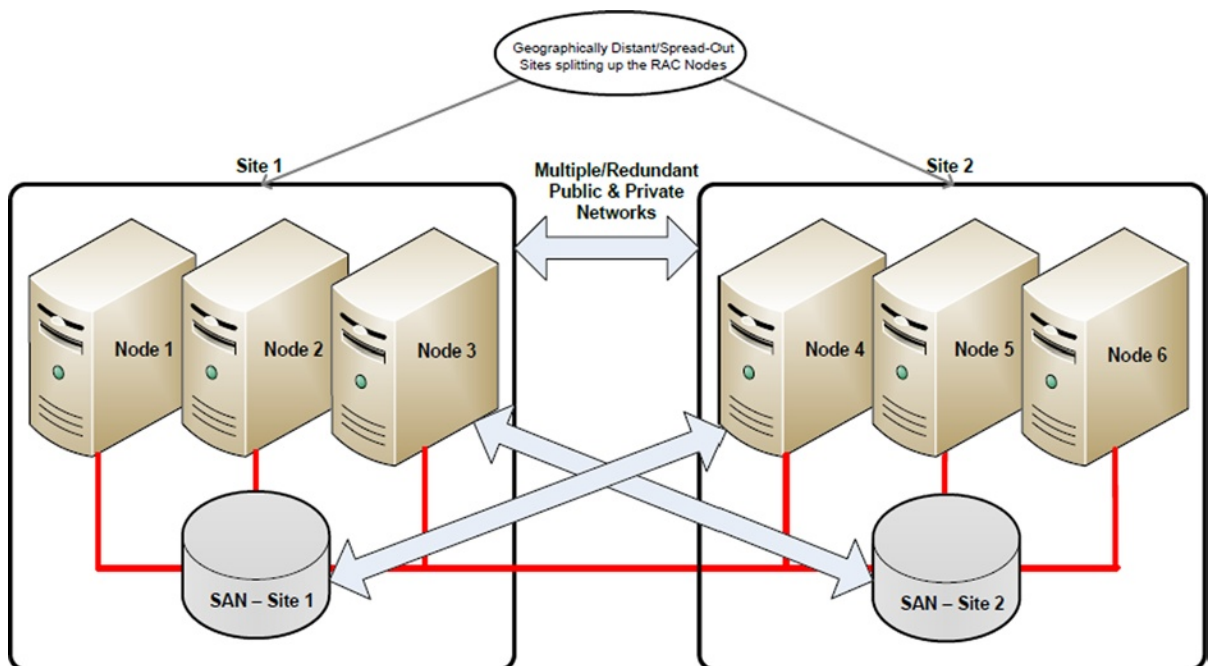 Geographically Distant/Spread-Out
Sites splitting up the RAC Nodes
Site 1
Multiple/Redundant
Public & Private
Networks
Site 2
Node 1
Node 2
Node 3
Node 4
Node 5
Node 6
SAN – Site 1
SAN – Site 2